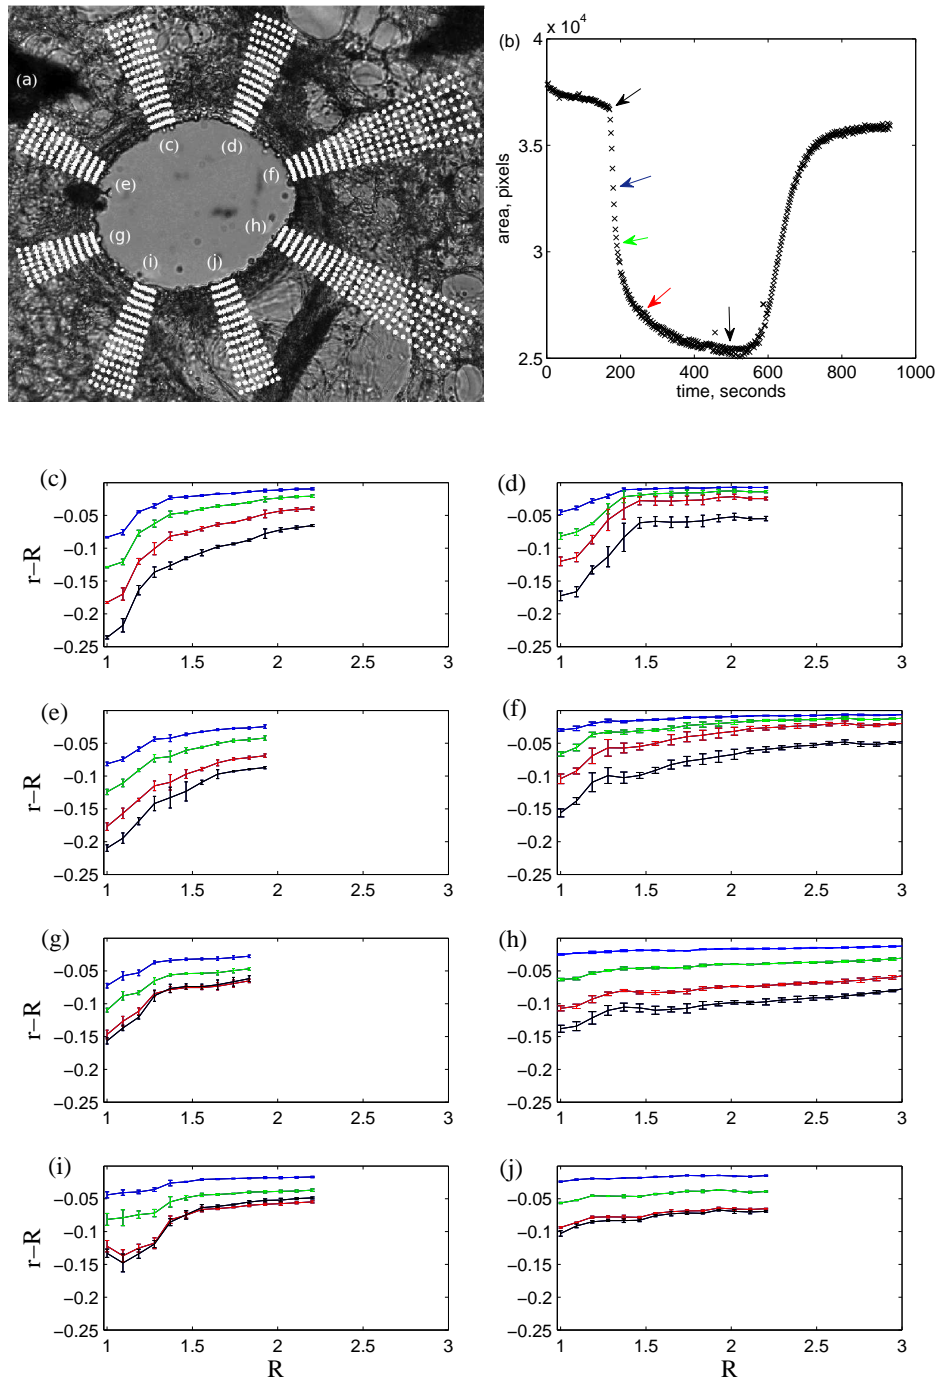 (a)
(c)
(d)
(e)
(f)
(g)
(h)
(i)
(j)
(b)
4 x 10^4
3.5
3
2.5
area, pixels
0 200 400 600 800 1000
time, seconds
(c)
−0.05
−0.1
−0.15
−0.2
−0.25
r−R
1 1.5 2 2.5 3
(d)
−0.05
−0.1
−0.15
−0.2
−0.25
1 1.5 2 2.5 3
(e)
−0.05
−0.1
−0.15
−0.2
−0.25
r−R
1 1.5 2 2.5 3
(f)
−0.05
−0.1
−0.15
−0.2
−0.25
1 1.5 2 2.5 3
(g)
−0.05
−0.1
−0.15
−0.2
−0.25
r−R
1 1.5 2 2.5 3
(h)
−0.05
−0.1
−0.15
−0.2
−0.25
1 1.5 2 2.5 3
(i)
−0.05
−0.1
−0.15
−0.2
−0.25
r−R
1 1.5 2 2.5 3
R
(j)
−0.05
−0.1
−0.15
−0.2
−0.25
1 1.5 2 2.5 3
R